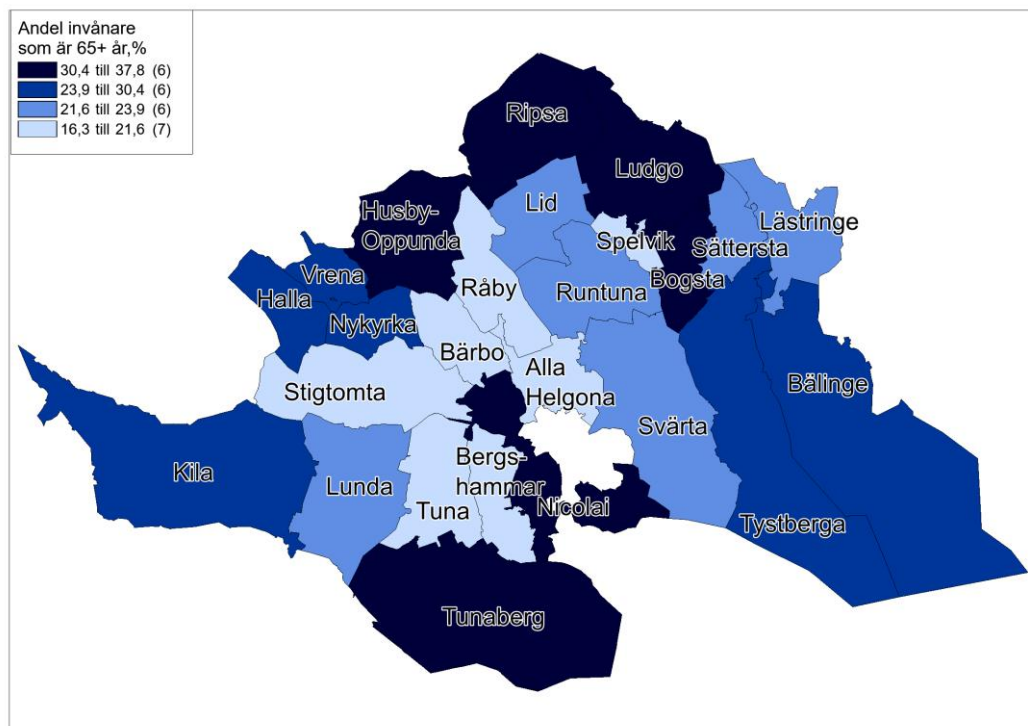 Andel invånare
som är 65+ år,%
30,4 till 37,8 (6)
23,9 till 30,4 (6)
21,6 till 23,9 (6)
16,3 till 21,6 (7)
Ripsa
Ludgo
Husby-
Oppunda
Lid
Spelvik
Sättersta
Lästringe
Vrena
Halla
Råby
Runtuna
Bogsta
Nykyrka
Bärbo
Alla
Helgona
Stigtomta
Bälinge
Svärta
Kila
Lunda
Tuna
Bergs-
hammar
Nicolai
Tystberga
Tunaberg